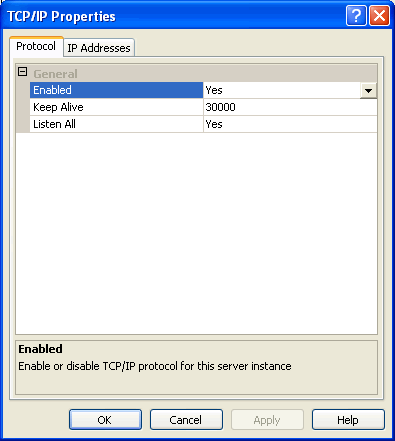 TCP/IP Properties
Protocol IP Addresses
General
Enabled Yes
Keep Alive 30000
Listen All Yes
Enabled
Enable or disable TCP/IP protocol for this server instance
OK Cancel Apply Help